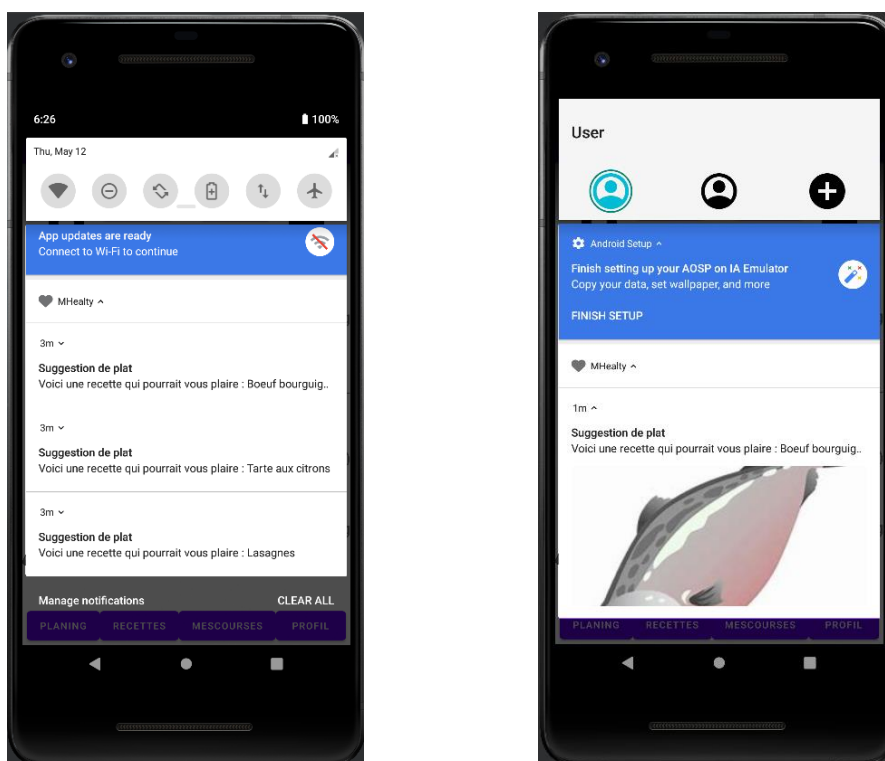 6:26
100%
Thu, May 12
App updates are ready
Connect to Wi-Fi to continue
MHealty
3m
Suggestion de plat
Voici une recette qui pourrait vous plaire : Boeuf bourguig..
3m
Suggestion de plat
Voici une recette qui pourrait vous plaire : Tarte aux citrons
3m
Suggestion de plat
Voici une recette qui pourrait vous plaire : Lasagnes
Manage notifications
CLEAR ALL
PLANING RECETTES MESCOURSES PROFIL
User
Android Setup
Finish setting up your AOSP on IA Emulator
Copy your data, set wallpaper, and more
FINISH SETUP
MHealty
1m
Suggestion de plat
Voici une recette qui pourrait vous plaire : Boeuf bourguig..
PLANING RECETTES MESCOURSES PROFIL